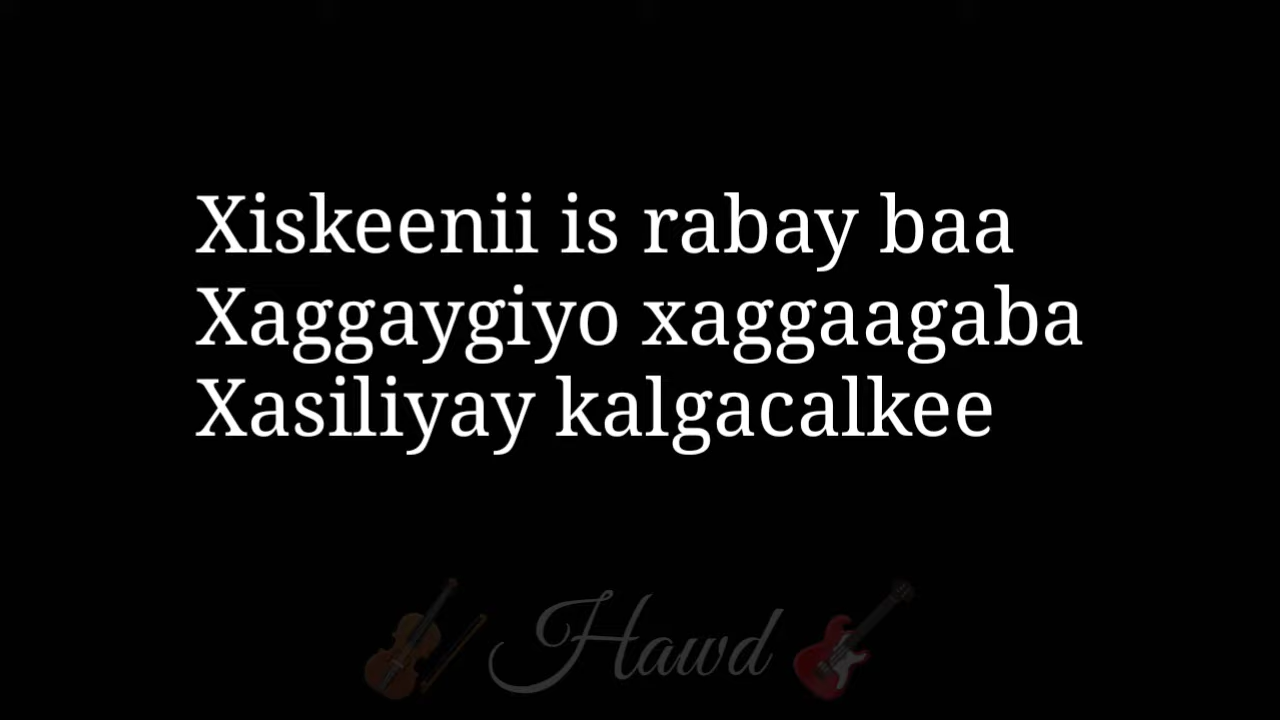 Xiskeenii is rabay baa
Xaggaygiyo xaggaagaba
Xasiliyay kalgacalkee
Hawd